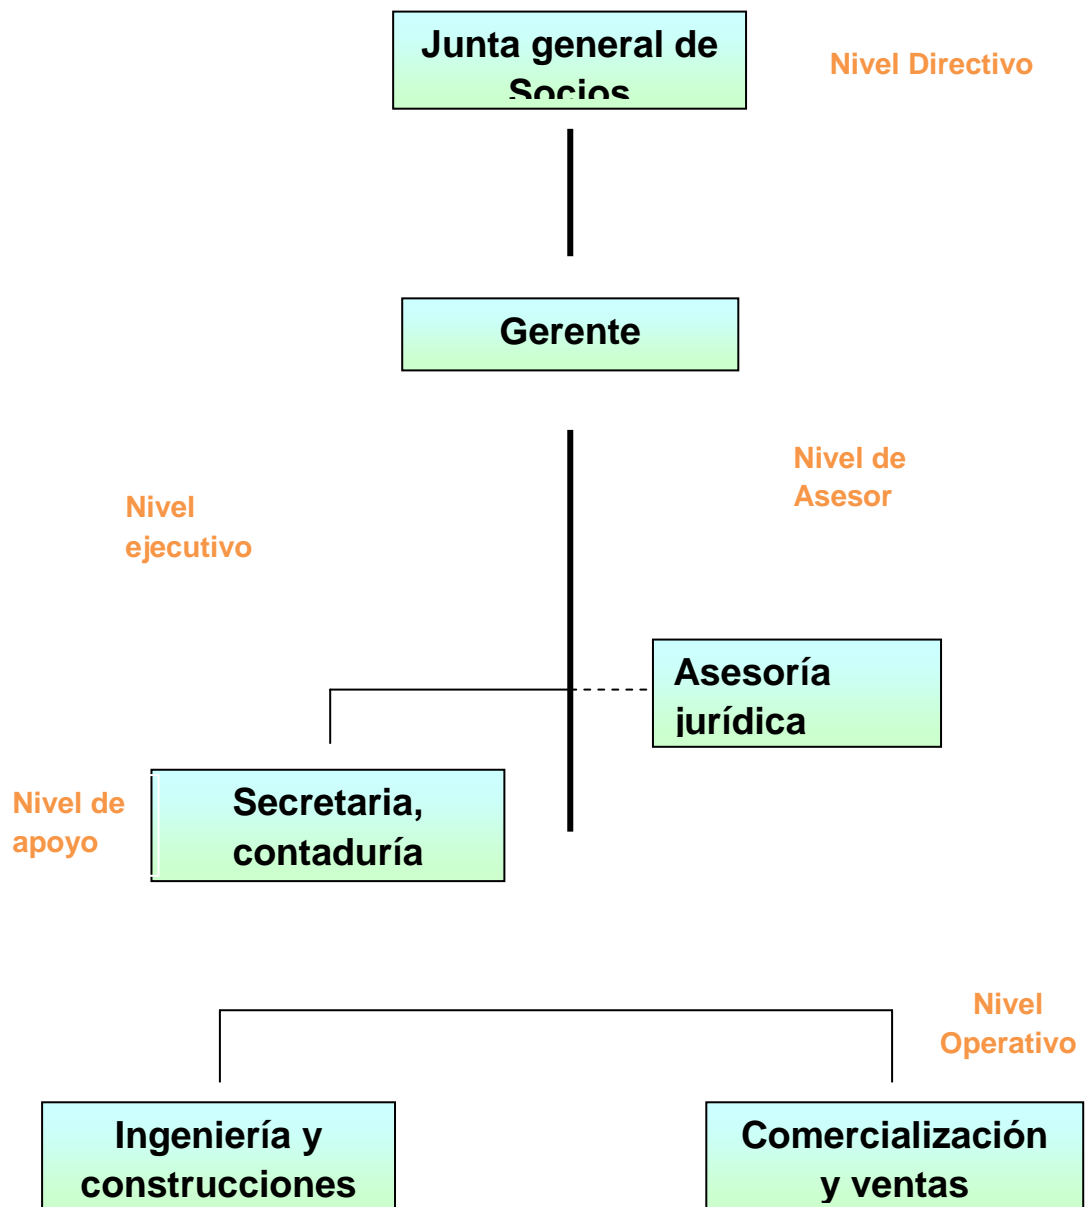 Junta general de
Socios
Nivel Directivo
Gerente
Nivel de
Asesor
Nivel
ejecutivo
Asesoría
jurídica
Nivel de
apoyo
Secretaria,
contaduría
Nivel
Operativo
Ingeniería y
construcciones
Comercialización
y ventas